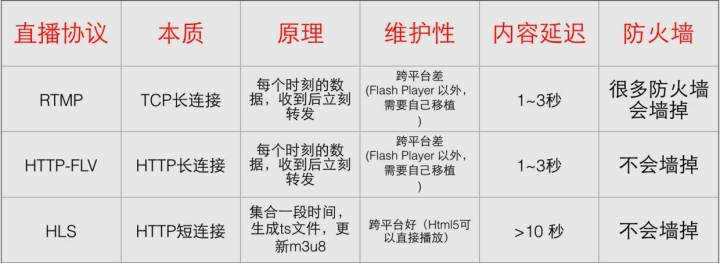 直播协议 本质 原理 维护性 内容延迟 防火墙
RTMP
TCP长连接
每个时刻的数
据，收到后立刻
转发
跨平台差
(Flash Player 以外，
需要自己移植
)
1~3秒
很多防火墙
会墙掉
HTTP-FLV
HTTP长连接
每个时刻的数
据，收到后立刻
转发
跨平台差
(Flash Player 以外，
需要自己移植
)
1~3秒
不会墙掉
HLS
HTTP短连接
集合一段时间，
生成ts文件，更
新m3u8
跨平台好（Html5可
以直接播放）
>10 秒
不会墙掉